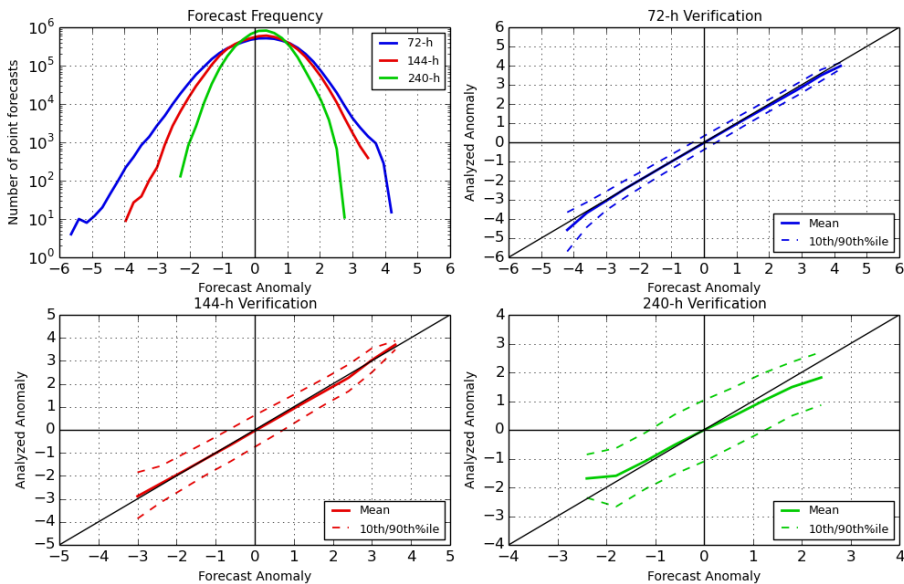 Forecast Frequency
Number of point forecasts
10^6
10^5
10^4
10^3
10^2
10^1
10^0
−6 −5 −4 −3 −2 −1 0 1 2 3 4 5 6
Forecast Anomaly
72-h
144-h
240-h
72-h Verification
Analyzed Anomaly
6
5
4
3
2
1
0
−1
−2
−3
−4
−5
−6
−6 −4 −2 0 2 4 6
Forecast Anomaly
Mean
10th/90th%ile
144-h Verification
Analyzed Anomaly
5
4
3
2
1
0
−1
−2
−3
−4
−5
−5 −4 −3 −2 −1 0 1 2 3 4 5
Forecast Anomaly
Mean
10th/90th%ile
240-h Verification
Analyzed Anomaly
4
3
2
1
0
−1
−2
−3
−4
−4 −3 −2 −1 0 1 2 3 4
Forecast Anomaly
Mean
10th/90th%ile